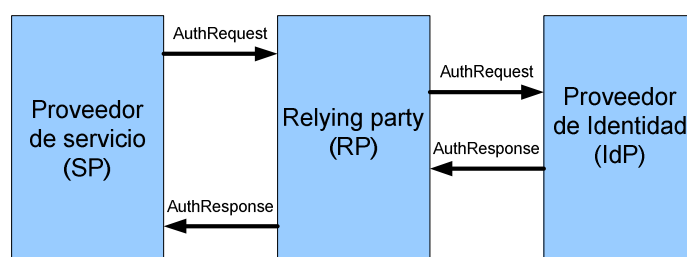 AuthRequest
AuthRequest
Proveedor
de servicio
(SP)
Relying party
(RP)
Proveedor
de Identidad
(IdP)
AuthResponse
AuthResponse